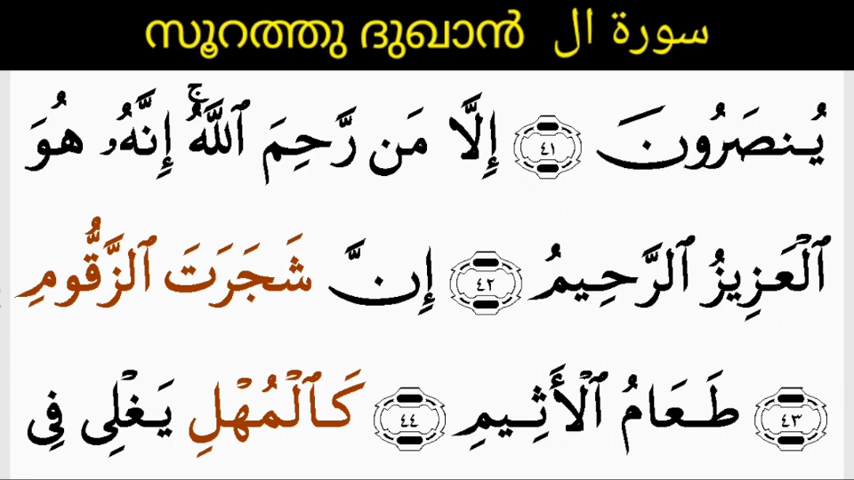 സൂറത്തു ദുഖാൻ سورة ال
يُنصَرُونَ ٤١ إِلَّا مَن رَّحِمَ ٱللَّهُۚ إِنَّهُۥ هُوَ
ٱلْعَزِيزُ ٱلرَّحِيمُ ٤٢ إِنَّ شَجَرَتَ ٱلزَّقُّومِ
٤٣ طَعَامُ ٱلْأَثِيمِ ٤٤ كَٱلْمُهْلِ يَغْلِى فِى